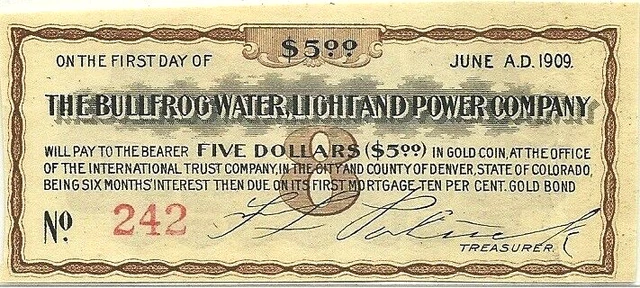 $5.00
ON THE FIRST DAY OF JUNE A.D. 1909.
THE BULLFROG WATER, LIGHT AND POWER COMPANY
WILL PAY TO THE BEARER FIVE DOLLARS ($5.00) IN GOLD COIN, AT THE OFFICE
OF THE INTERNATIONAL TRUST COMPANY, IN THE CITY AND COUNTY OF DENVER, STATE OF COLORADO,
BEING SIX MONTHS' INTEREST THEN DUE ON ITS FIRST MORTGAGE TEN PER CENT. GOLD BOND
8
No. 242
TREASURER.